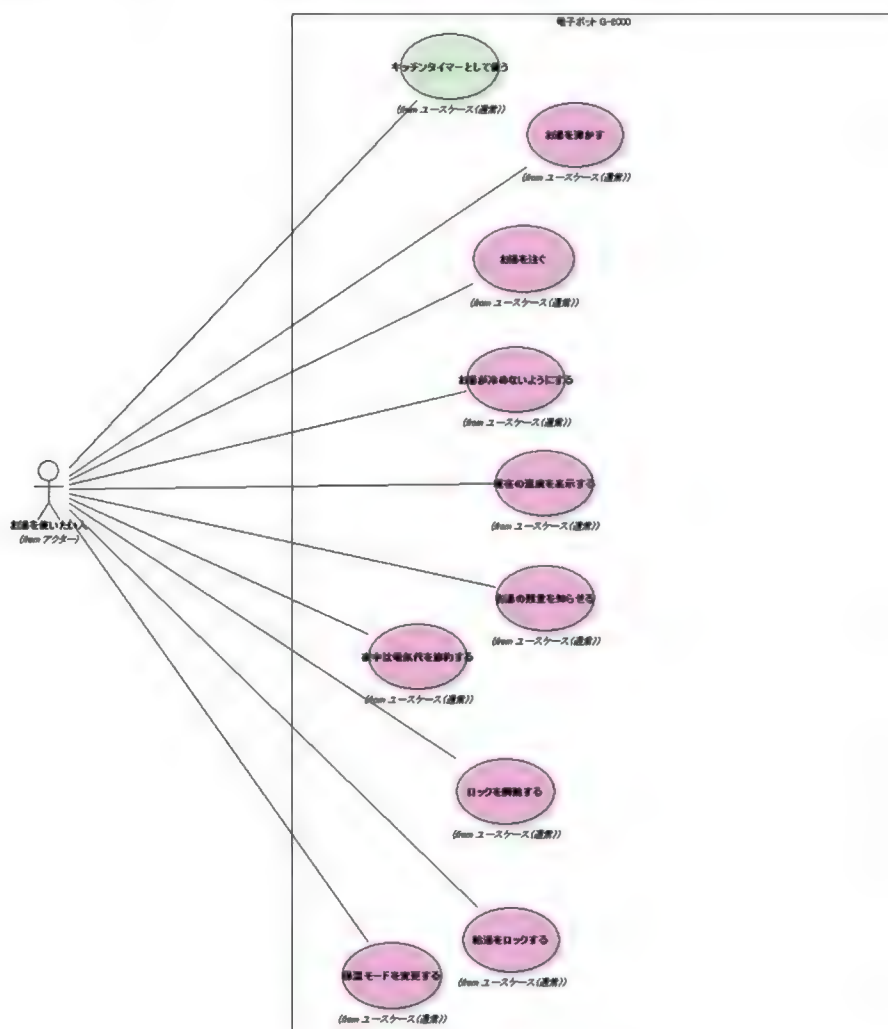 電子ポット G-6000
キッチンタイマーとして使う
(from ユースケース(通常))
お湯を沸かす
(from ユースケース(通常))
お湯を注ぐ
(from ユースケース(通常))
お湯が冷めないようにする
(from ユースケース(通常))
現在の温度を表示する
(from ユースケース(通常))
お湯を使いたい人
(from アクター)
お湯の残量を知らせる
(from ユースケース(通常))
夜中は電気代を節約する
(from ユースケース(通常))
ロックを解除する
(from ユースケース(通常))
給湯をロックする
(from ユースケース(通常))
保温モードを変更する
(from ユースケース(通常))